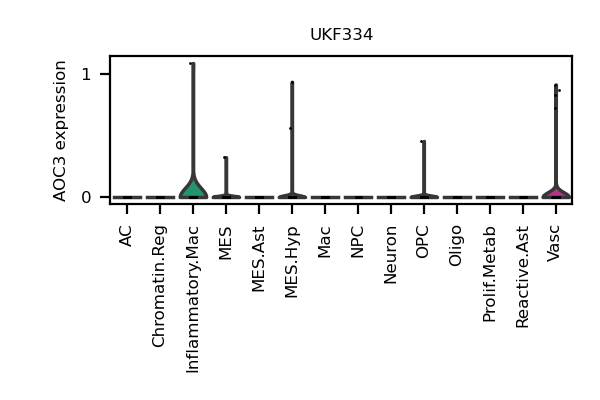 UKF334
AOC3 expression
1
0
AC
Chromatin.Reg
Inflammatory.Mac
MES
MES.Ast
MES.Hyp
Mac
NPC
Neuron
OPC
Oligo
Prolif.Metab
Reactive.Ast
Vasc